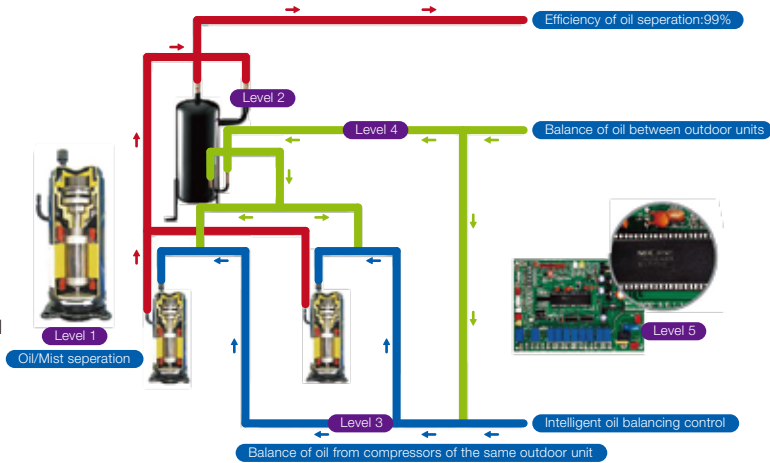 Efficiency of oil seperation:99%
Level 2
Level 4
Balance of oil between outdoor units
Level 1
Oil/Mist seperation
Level 5
Level 3
Intelligent oil balancing control
Balance of oil from compressors of the same outdoor unit